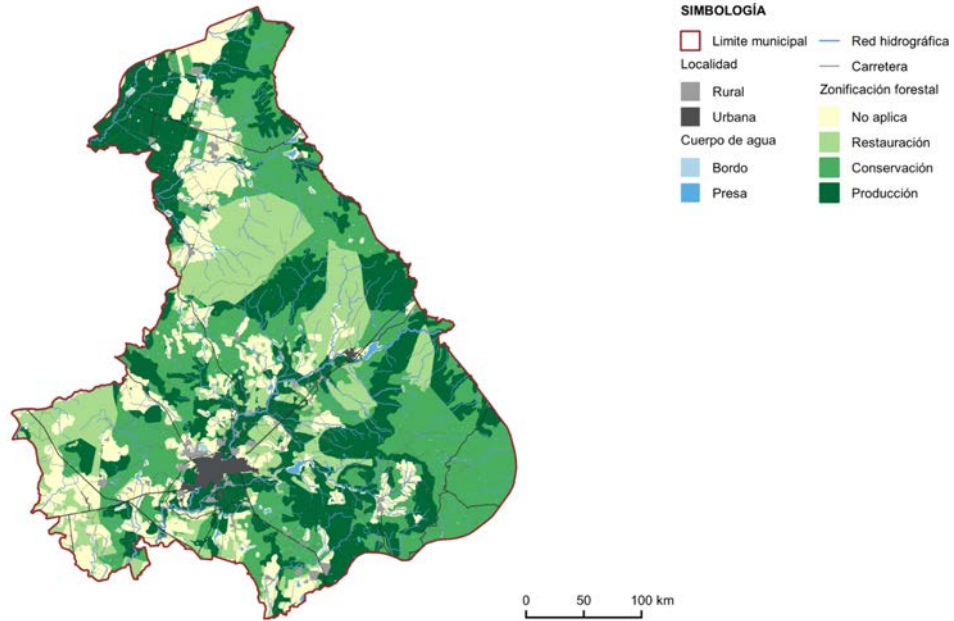 SIMBOLOGÍA
Limite municipal
Localidad
Rural
Urbana
Cuerpo de agua
Bordo
Presa
Red hidrográfica
Carretera
Zonificación forestal
No aplica
Restauración
Conservación
Producción
0 50 100 km